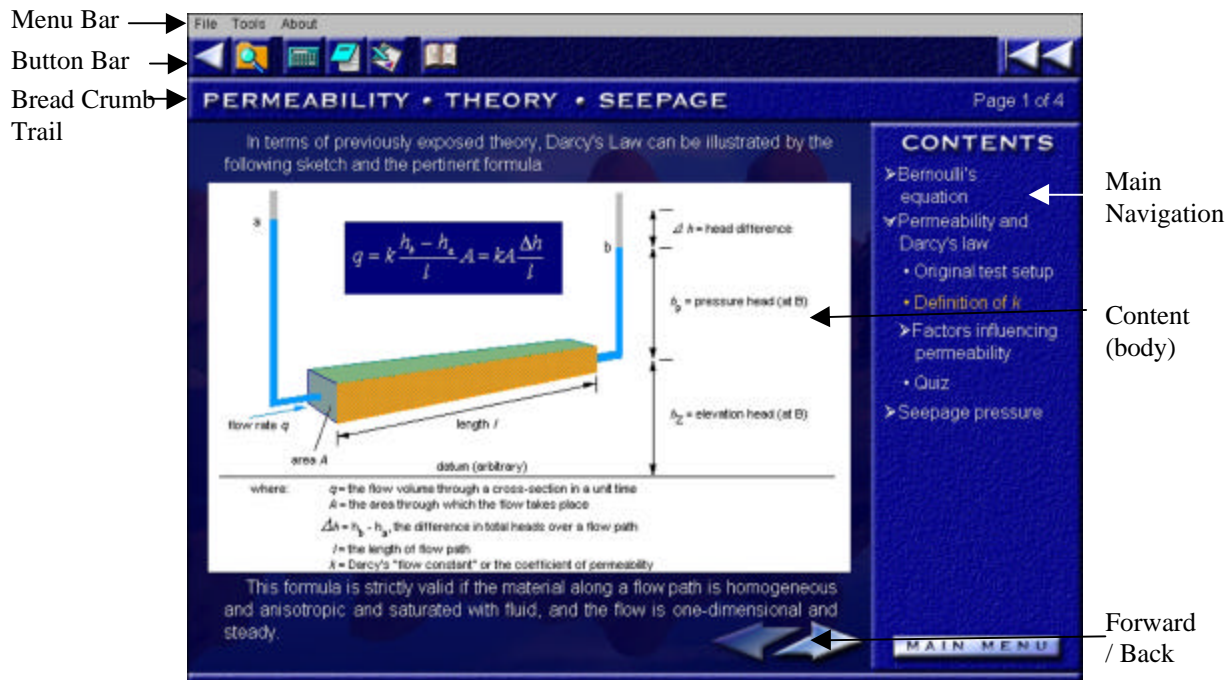 Menu Bar
File Tools About
Button Bar
Bread Crumb
Trail
PERMEABILITY • THEORY • SEEPAGE
Page 1 of 4
In terms of previously exposed theory, Darcy's Law can be illustrated by the
following sketch and the pertinent formula
a
b
q = k (h_b - h_a)/l A = kA Δh/l
Δ h = head difference
h_p = pressure head (at B)
h_Z = elevation head (at B)
flow rate q
area A
length l
datum (arbitrary)
where: q = the flow volume through a cross-section in a unit time
A = the area through which the flow takes place
Δh = h_b - h_a, the difference in total heads over a flow path
l = the length of flow path
k = Darcy's "flow constant" or the coefficient of permeability
This formula is strictly valid if the material along a flow path is homogeneous
and anisotropic and saturated with fluid, and the flow is one-dimensional and
steady.
CONTENTS
Bernoulli's
equation
Permeability and
Darcy's law
• Original test setup
• Definition of k
Factors influencing
permeability
• Quiz
Seepage pressure
MAIN MENU
Main
Navigation
Content
(body)
Forward
/ Back